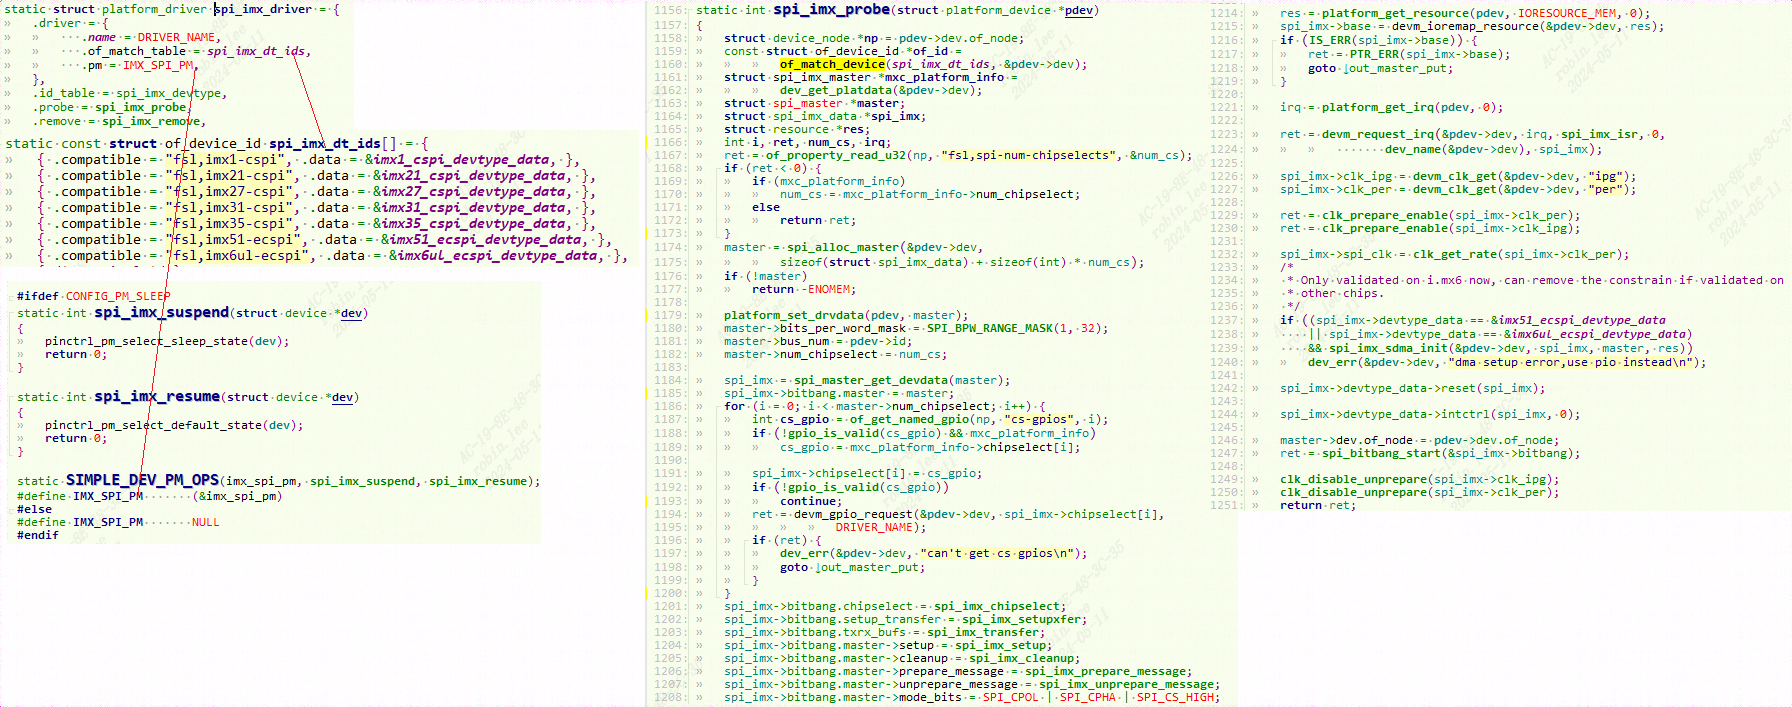 static struct platform_driver spi_imx_driver = {
.driver = {
.name = DRIVER_NAME,
.of_match_table = spi_imx_dt_ids,
.pm = IMX_SPI_PM,
},
.id_table = spi_imx_devtype,
.probe = spi_imx_probe,
.remove = spi_imx_remove,
static const struct of_device_id spi_imx_dt_ids[] = {
{ .compatible = "fsl,imx1-cspi", .data = &imx1_cspi_devtype_data, },
{ .compatible = "fsl,imx21-cspi", .data = &imx21_cspi_devtype_data, },
{ .compatible = "fsl,imx27-cspi", .data = &imx27_cspi_devtype_data, },
{ .compatible = "fsl,imx31-cspi", .data = &imx31_cspi_devtype_data, },
{ .compatible = "fsl,imx35-cspi", .data = &imx35_cspi_devtype_data, },
{ .compatible = "fsl,imx51-ecspi", .data = &imx51_ecspi_devtype_data, },
{ .compatible = "fsl,imx6ul-ecspi", .data = &imx6ul_ecspi_devtype_data, },
#ifdef CONFIG_PM_SLEEP
static int spi_imx_suspend(struct device *dev)
{
pinctrl_pm_select_sleep_state(dev);
return 0;
}
static int spi_imx_resume(struct device *dev)
{
pinctrl_pm_select_default_state(dev);
return 0;
}
static SIMPLE_DEV_PM_OPS(imx_spi_pm, spi_imx_suspend, spi_imx_resume);
#define IMX_SPI_PM (&imx_spi_pm)
#else
#define IMX_SPI_PM NULL
#endif
1156: static int spi_imx_probe(struct platform_device *pdev)
1157: {
1158: struct device_node *np = pdev->dev.of_node;
1159: const struct of_device_id *of_id =
1160: of_match_device(spi_imx_dt_ids, &pdev->dev);
1161: struct spi_imx_master *mxc_platform_info =
1162: dev_get_platdata(&pdev->dev);
1163: struct spi_master *master;
1164: struct spi_imx_data *spi_imx;
1165: struct resource *res;
1166: int i, ret, num_cs, irq;
1167: ret = of_property_read_u32(np, "fsl,spi-num-chipselects", &num_cs);
1168: if (ret < 0) {
1169: if (mxc_platform_info)
1170: num_cs = mxc_platform_info->num_chipselect;
1171: else
1172: return ret;
1173: }
1174: master = spi_alloc_master(&pdev->dev,
1175: sizeof(struct spi_imx_data) + sizeof(int) * num_cs);
1176: if (!master)
1177: return -ENOMEM;
1178:
1179: platform_set_drvdata(pdev, master);
1180: master->bits_per_word_mask = SPI_BPW_RANGE_MASK(1, 32);
1181: master->bus_num = pdev->id;
1182: master->num_chipselect = num_cs;
1183:
1184: spi_imx = spi_master_get_devdata(master);
1185: spi_imx->bitbang.master = master;
1186: for (i = 0; i < master->num_chipselect; i++) {
1187: int cs_gpio = of_get_named_gpio(np, "cs-gpios", i);
1188: if (!gpio_is_valid(cs_gpio) && mxc_platform_info)
1189: cs_gpio = mxc_platform_info->chipselect[i];
1190:
1191: spi_imx->chipselect[i] = cs_gpio;
1192: if (!gpio_is_valid(cs_gpio))
1193: continue;
1194: ret = devm_gpio_request(&pdev->dev, spi_imx->chipselect[i],
1195: DRIVER_NAME);
1196: if (ret) {
1197: dev_err(&pdev->dev, "can't get cs gpios\n");
1198: goto out_master_put;
1199: }
1200: }
1201: spi_imx->bitbang.chipselect = spi_imx_chipselect;
1202: spi_imx->bitbang.setup_transfer = spi_imx_setupxfer;
1203: spi_imx->bitbang.txrx_bufs = spi_imx_transfer;
1204: spi_imx->bitbang.master->setup = spi_imx_setup;
1205: spi_imx->bitbang.master->cleanup = spi_imx_cleanup;
1206: spi_imx->bitbang.master->prepare_message = spi_imx_prepare_message;
1207: spi_imx->bitbang.master->unprepare_message = spi_imx_unprepare_message;
1208: spi_imx->bitbang.master->mode_bits = SPI_CPOL | SPI_CPHA | SPI_CS_HIGH;
1214: res = platform_get_resource(pdev, IORESOURCE_MEM, 0);
1215: spi_imx->base = devm_ioremap_resource(&pdev->dev, res);
1216: if (IS_ERR(spi_imx->base)) {
1217: ret = PTR_ERR(spi_imx->base);
1218: goto out_master_put;
1219: }
1220:
1221: irq = platform_get_irq(pdev, 0);
1223: ret = devm_request_irq(&pdev->dev, irq, spi_imx_isr, 0,
1224: dev_name(&pdev->dev), spi_imx);
1226: spi_imx->clk_ipg = devm_clk_get(&pdev->dev, "ipg");
1227: spi_imx->clk_per = devm_clk_get(&pdev->dev, "per");
1229: ret = clk_prepare_enable(spi_imx->clk_per);
1230: ret = clk_prepare_enable(spi_imx->clk_ipg);
1231:
1232: spi_imx->spi_clk = clk_get_rate(spi_imx->clk_per);
1233: /*
1234: * Only validated on i.mx6 now, can remove the constrain if validated on
1235: * other chips.
1236: */
1237: if ((spi_imx->devtype_data == &imx51_ecspi_devtype_data
1238: || spi_imx->devtype_data == &imx6ul_ecspi_devtype_data)
1239: && spi_imx_sdma_init(&pdev->dev, spi_imx, master, res))
1240: dev_err(&pdev->dev, "dma setup error,use pio instead\n");
1241:
1242: spi_imx->devtype_data->reset(spi_imx);
1243:
1244: spi_imx->devtype_data->intctrl(spi_imx, 0);
1245:
1246: master->dev.of_node = pdev->dev.of_node;
1247: ret = spi_bitbang_start(&spi_imx->bitbang);
1248:
1249: clk_disable_unprepare(spi_imx->clk_ipg);
1250: clk_disable_unprepare(spi_imx->clk_per);
1251: return ret;